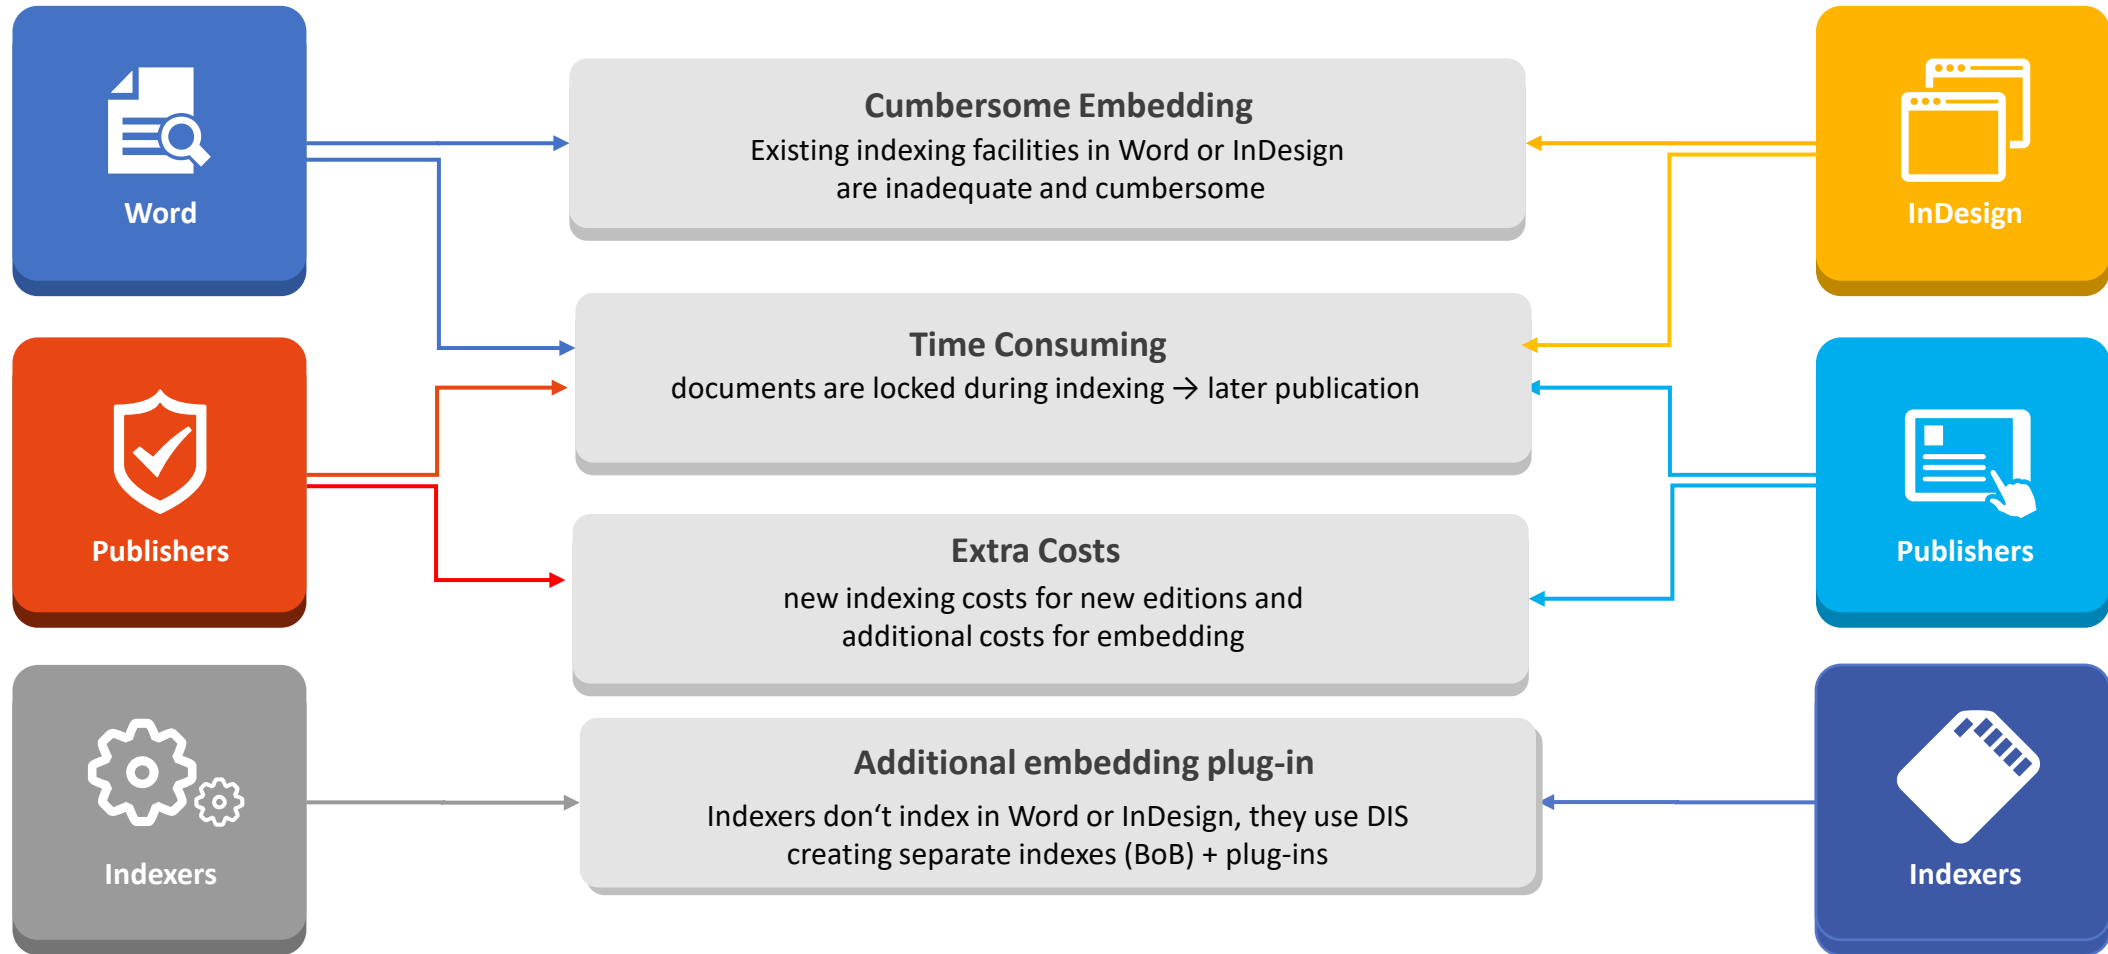 Word
Cumbersome Embedding
Existing indexing facilities in Word or InDesign
are inadequate and cumbersome
InDesign
Publishers
Time Consuming
documents are locked during indexing → later publication
Publishers
Extra Costs
new indexing costs for new editions and
additional costs for embedding
Indexers
Additional embedding plug-in
Indexers don‘t index in Word or InDesign, they use DIS
creating separate indexes (BoB) + plug-ins
Indexers